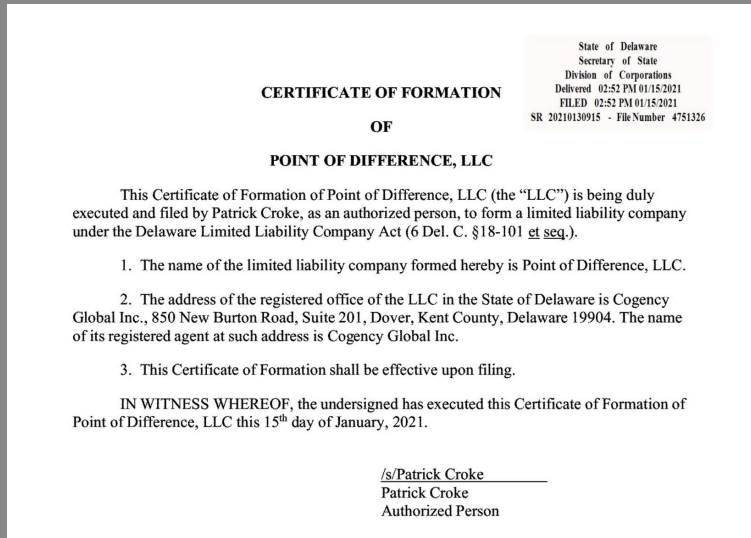 State of Delaware
Secretary of State
Division of Corporations
Delivered 02:52 PM 01/15/2021
FILED 02:52 PM 01/15/2021
SR 20210130915 - File Number 4751326
CERTIFICATE OF FORMATION
OF
POINT OF DIFFERENCE, LLC
This Certificate of Formation of Point of Difference, LLC (the “LLC”) is being duly
executed and filed by Patrick Croke, as an authorized person, to form a limited liability company
under the Delaware Limited Liability Company Act (6 Del. C. §18-101 et seq.).
1. The name of the limited liability company formed hereby is Point of Difference, LLC.
2. The address of the registered office of the LLC in the State of Delaware is Cogency
Global Inc., 850 New Burton Road, Suite 201, Dover, Kent County, Delaware 19904. The name
of its registered agent at such address is Cogency Global Inc.
3. This Certificate of Formation shall be effective upon filing.
IN WITNESS WHEREOF, the undersigned has executed this Certificate of Formation of
Point of Difference, LLC this 15th day of January, 2021.
/s/Patrick Croke
Patrick Croke
Authorized Person